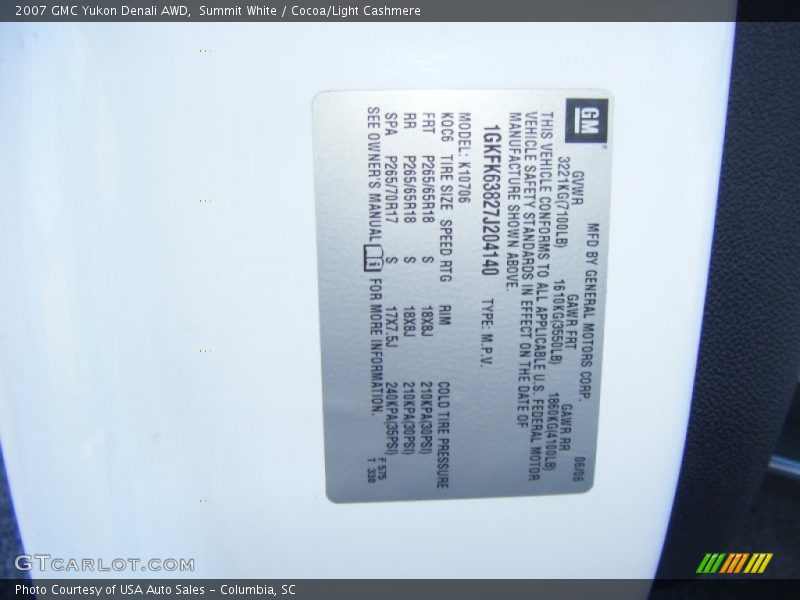 2007 GMC Yukon Denali AWD,  Summit White / Cocoa/Light Cashmere
GM
MFD BY GENERAL MOTORS CORP. 06/06
GVWR GAWR FRT GAWR RR
3221KG(7100LB) 1610KG(3550LB) 1860KG(4100LB)
THIS VEHICLE CONFORMS TO ALL APPLICABLE U.S. FEDERAL MOTOR
VEHICLE SAFETY STANDARDS IN EFFECT ON THE DATE OF
MANUFACTURE SHOWN ABOVE.
1GKFK63827J204140 TYPE: M.P.V.
MODEL: K10706
KOC6 TIRE SIZE SPEED RTG RIM COLD TIRE PRESSURE
FRT P265/65R18 S 18X8J 210KPA(30PSI)
RR P265/65R18 S 18X8J 210KPA(30PSI)
SPA P265/70R17 S 17X7.5J 240KPA(35PSI)
SEE OWNER'S MANUAL i FOR MORE INFORMATION.
F 575
T 330
GTCARLOT.COM
Photo Courtesy of USA Auto Sales - Columbia, SC